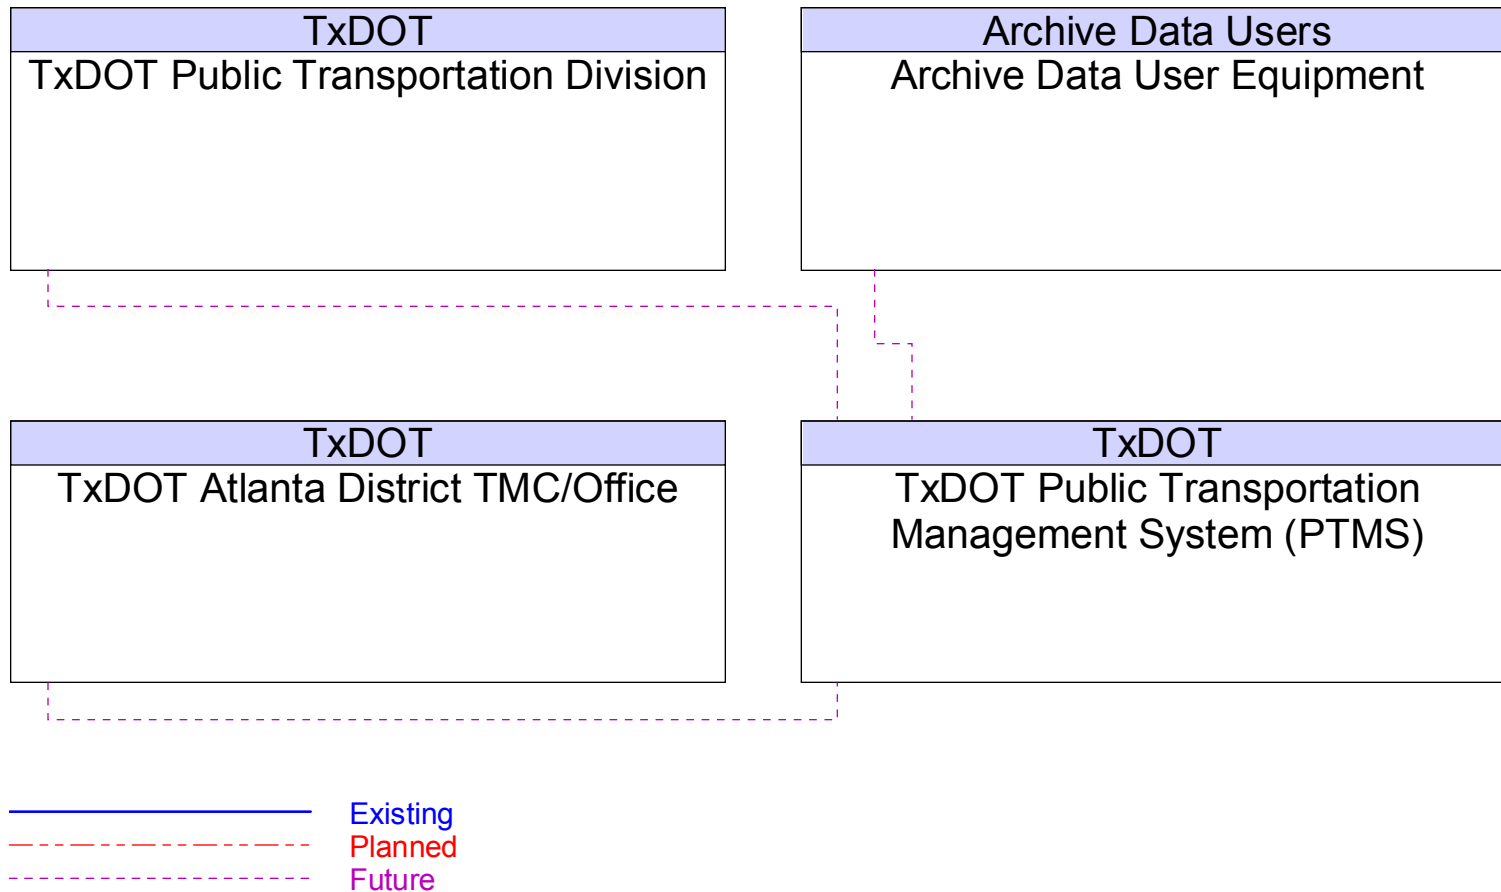 TxDOT
TxDOT Public Transportation Division
Archive Data Users
Archive Data User Equipment
TxDOT
TxDOT Atlanta District TMC/Office
TxDOT
TxDOT Public Transportation
Management System (PTMS)
Existing
Planned
Future